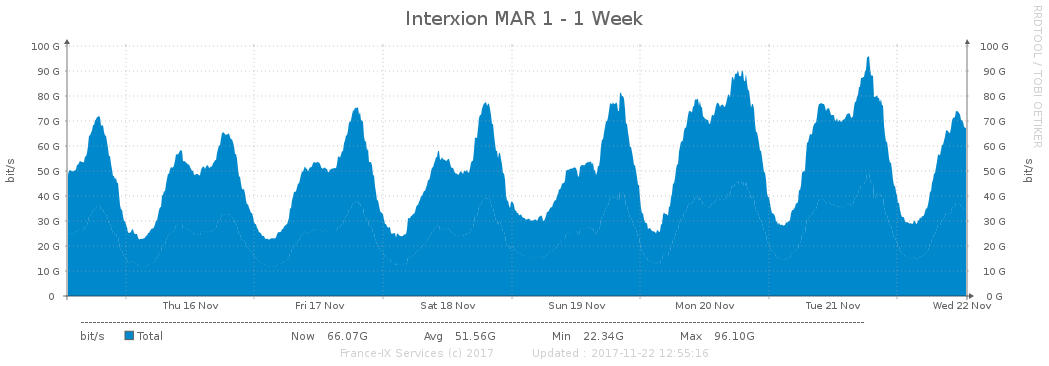 Interxion MAR 1 - 1 Week
RRDTOOL / TOBI OETIKER
100 G 100 G
90 G 90 G
80 G 80 G
70 G 70 G
60 G 60 G
50 G 50 G
40 G 40 G
30 G 30 G
20 G 20 G
10 G 10 G
0 0 G
bit/s bit/s
Thu 16 Nov Fri 17 Nov Sat 18 Nov Sun 19 Nov Mon 20 Nov Tue 21 Nov Wed 22 Nov
bit/s Total Now 66.07G Avg 51.56G Min 22.34G Max 96.10G
France-IX Services (c) 2017 Updated : 2017-11-22 12:55:16